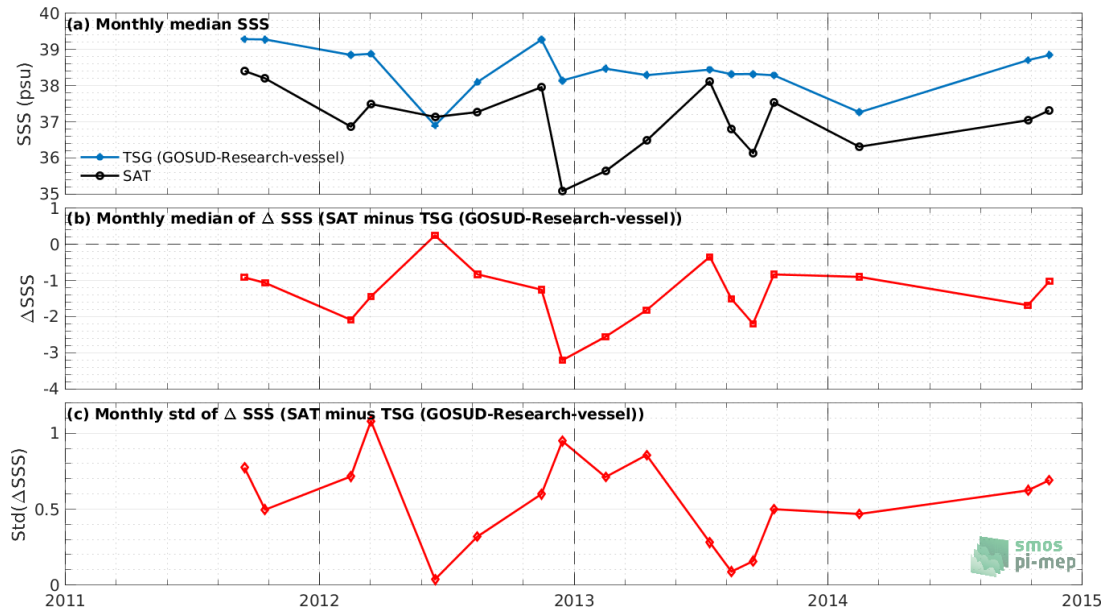 (a) Monthly median SSS
40
39
38
37
36
35
SSS (psu)
TSG (GOSUD-Research-vessel)
SAT
(b) Monthly median of Δ SSS (SAT minus TSG (GOSUD-Research-vessel))
1
0
-1
-2
-3
-4
ΔSSS
(c) Monthly std of Δ SSS (SAT minus TSG (GOSUD-Research-vessel))
1
0.5
0
Std(ΔSSS)
smos
pi-mep
2011 2012 2013 2014 2015